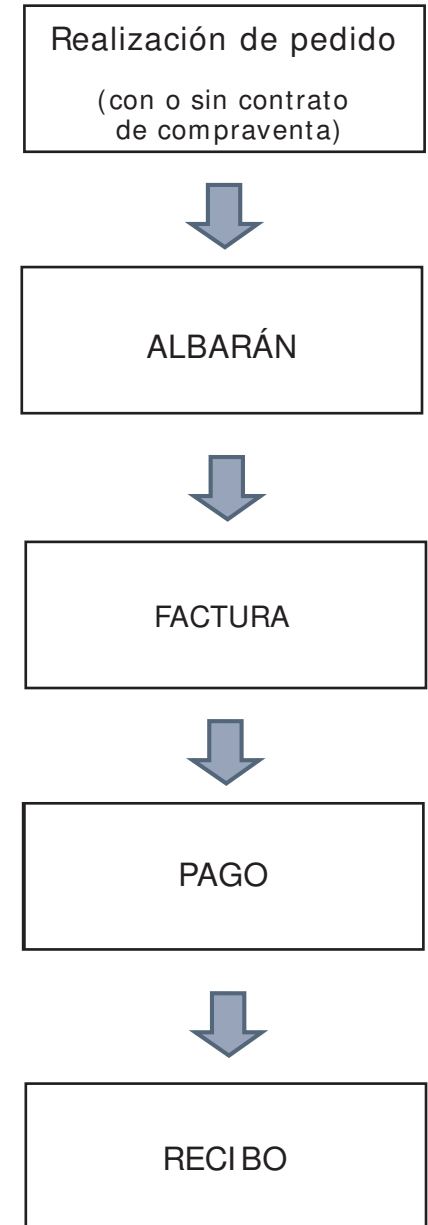 Realización de pedido
(con o sin contrato
de compraventa)
ALBARÁN
FACTURA
PAGO
RECIBO